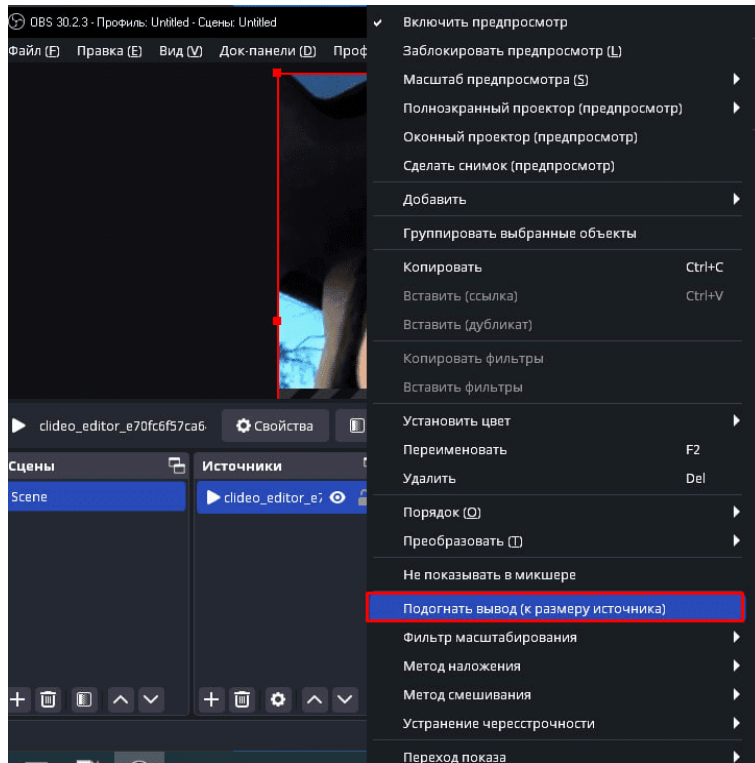 OBS 30.2.3 - Профиль: Untitled - Сцены: Untitled
Файл (F) Правка (E) Вид (V) Док-панели (D) Проф
Включить предпросмотр
Заблокировать предпросмотр (L)
Масштаб предпросмотра (S)
Полноэкранный проектор (предпросмотр)
Оконный проектор (предпросмотр)
Сделать снимок (предпросмотр)
Добавить
Группировать выбранные объекты
Копировать Ctrl+C
Вставить (ссылка) Ctrl+V
Вставить (дубликат)
Копировать фильтры
Вставить фильтры
Установить цвет
Переименовать F2
Удалить Del
Порядок (O)
Преобразовать (T)
Не показывать в микшере
Подогнать вывод (к размеру источника)
Фильтр масштабирования
Метод наложения
Метод смешивания
Устранение чересстрочности
Переход показа
clideo_editor_e70fc6f57ca6- Свойства
Сцены
Scene
Источники
clideo_editor_e7